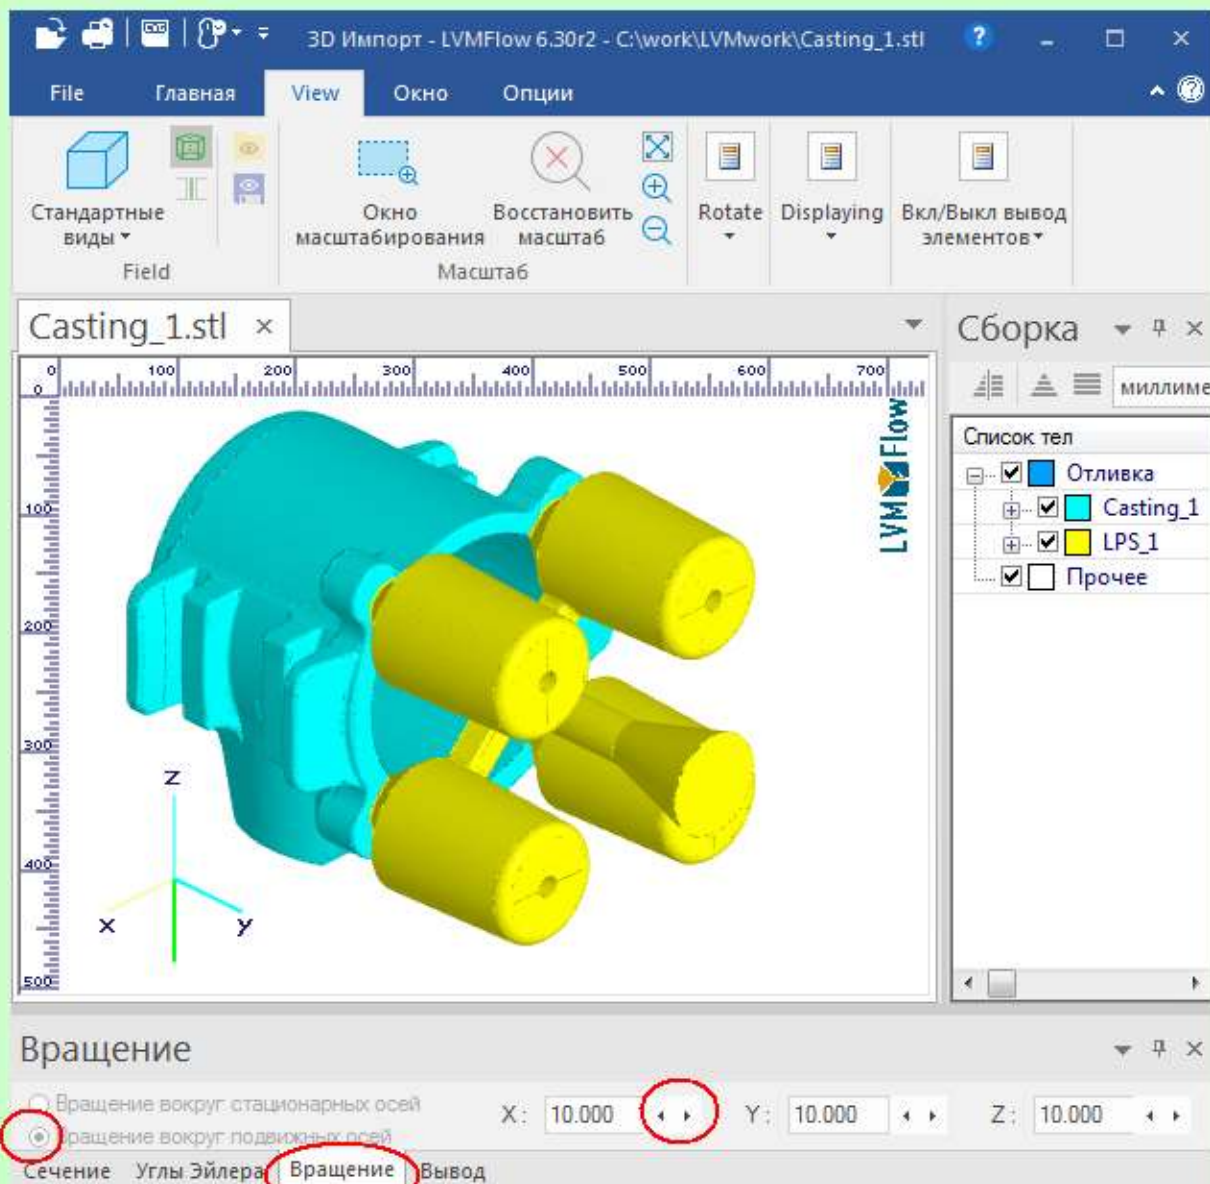 3D Импорт - LVMFlow 6.30r2 - C:\work\LVMwork\Casting_1.stl
File Главная View Окно Опции
Стандартные виды
Окно масштабирования
Восстановить масштаб
Rotate
Displaying
Вкл/Выкл вывод элементов
Field
Масштаб
Casting_1.stl
Сборка
0 100 200 300 400 500 600 700
0
100
200
300
400
500
LVMFlow
Z
X
Y
миллиме
Список тел
Отливка
Casting_1
LPS_1
Прочее
Вращение
Вращение вокруг стационарных осей
Вращение вокруг подвижных осей
X: 10.000 Y: 10.000 Z: 10.000
Сечение Углы Эйлера Вращение Вывод